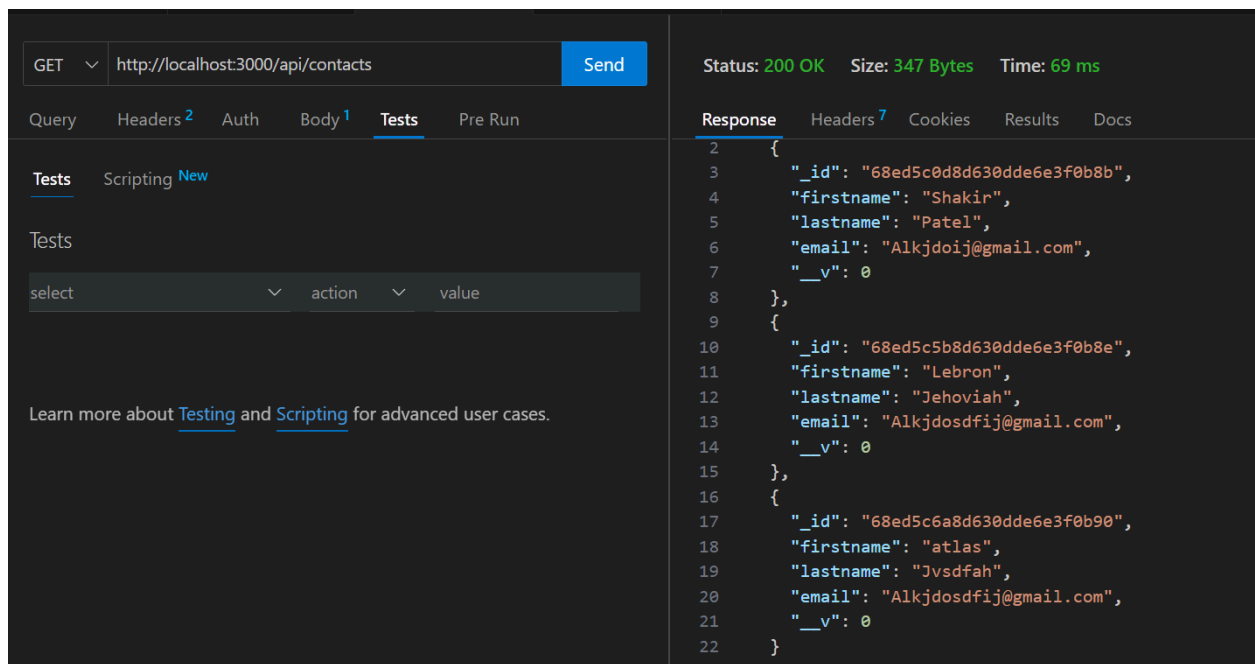 GET http://localhost:3000/api/contacts Send
Query Headers 2 Auth Body 1 Tests Pre Run
Tests Scripting New
Tests
select action value
Learn more about Testing and Scripting for advanced user cases.
Status: 200 OK Size: 347 Bytes Time: 69 ms
Response Headers 7 Cookies Results Docs
2 {
3 "_id": "68ed5c0d8d630dde6e3f0b8b",
4 "firstname": "Shakir",
5 "lastname": "Patel",
6 "email": "Alkjdoij@gmail.com",
7 "__v": 0
8 },
9 {
10 "_id": "68ed5c5b8d630dde6e3f0b8e",
11 "firstname": "Lebron",
12 "lastname": "Jehoviah",
13 "email": "Alkjdosdfij@gmail.com",
14 "__v": 0
15 },
16 {
17 "_id": "68ed5c6a8d630dde6e3f0b90",
18 "firstname": "atlas",
19 "lastname": "Jvsdfah",
20 "email": "Alkjdosdfij@gmail.com",
21 "__v": 0
22 }